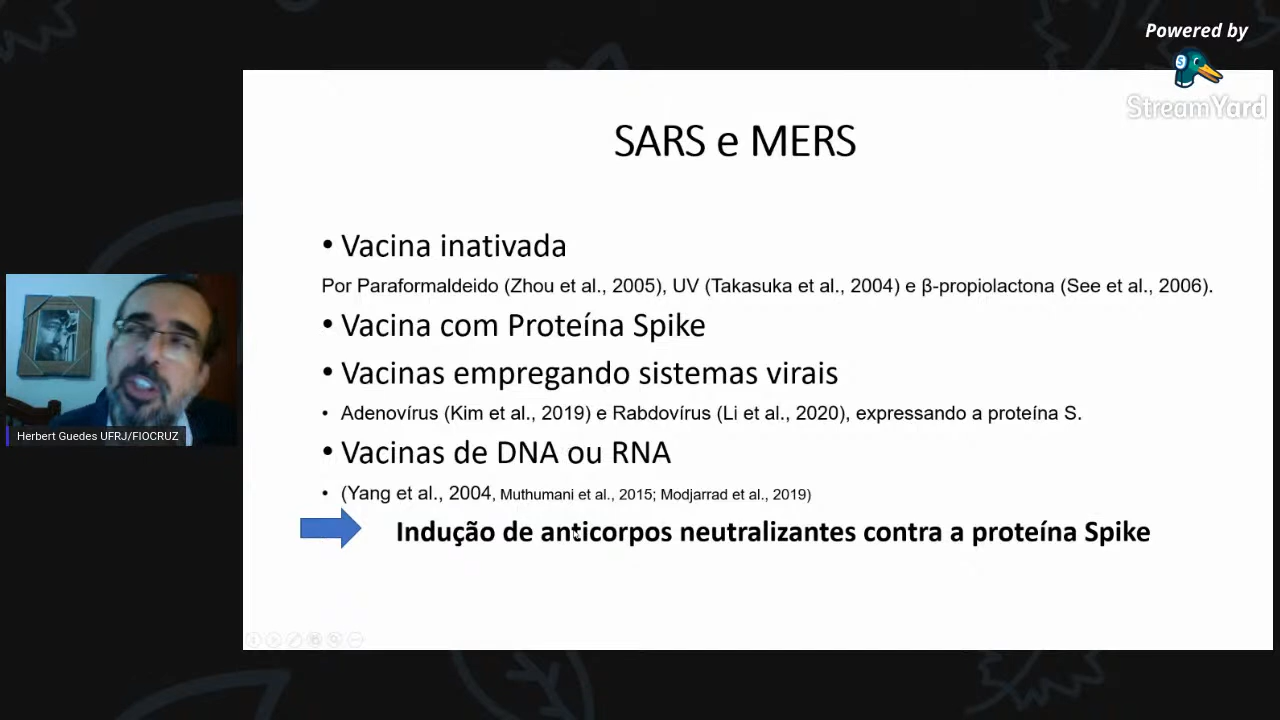 Powered by
StreamYard
SARS e MERS
• Vacina inativada
Por Paraformaldeido (Zhou et al., 2005), UV (Takasuka et al., 2004) e β-propiolactona (See et al., 2006).
• Vacina com Proteína Spike
• Vacinas empregando sistemas virais
• Adenovírus (Kim et al., 2019) e Rabdovírus (Li et al., 2020), expressando a proteína S.
• Vacinas de DNA ou RNA
• (Yang et al., 2004, Muthumani et al., 2015; Modjarrad et al., 2019)
Indução de anticorpos neutralizantes contra a proteína Spike
Herbert Guedes UFRJ/FIOCRUZ